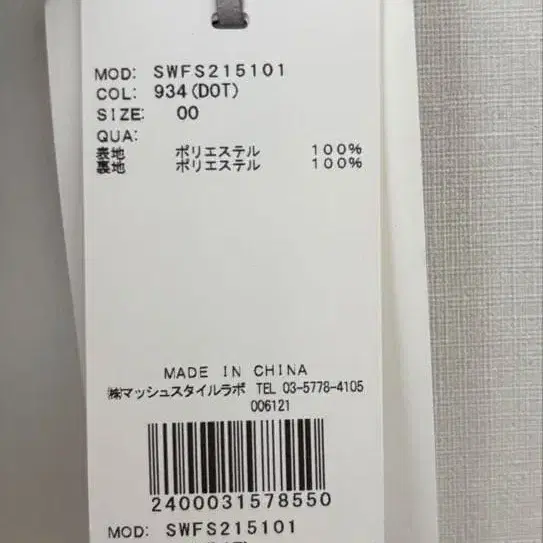 MOD: SWFS215101
COL: 934(DOT)
SIZE: 00
QUA:
表地 ポリエステル 100%
裏地 ポリエステル 100%
MADE IN CHINA
㈱マッシュスタイルラボ TEL 03-5778-4105
006121
2400031578550
MOD: SWFS215101